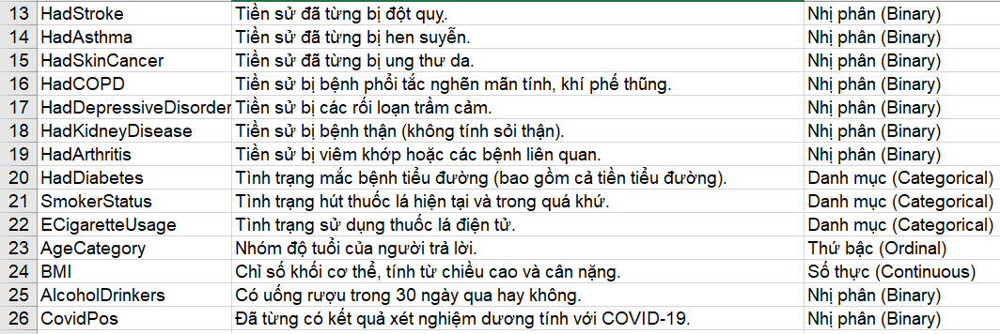 13 HadStroke Tiền sử đã từng bị đột quỵ. Nhị phân (Binary)
14 HadAsthma Tiền sử đã từng bị hen suyễn. Nhị phân (Binary)
15 HadSkinCancer Tiền sử đã từng bị ung thư da. Nhị phân (Binary)
16 HadCOPD Tiền sử bị bệnh phổi tắc nghẽn mãn tính, khí phế thũng. Nhị phân (Binary)
17 HadDepressiveDisorder Tiền sử bị các rối loạn trầm cảm. Nhị phân (Binary)
18 HadKidneyDisease Tiền sử bị bệnh thận (không tính sỏi thận). Nhị phân (Binary)
19 HadArthritis Tiền sử bị viêm khớp hoặc các bệnh liên quan. Nhị phân (Binary)
20 HadDiabetes Tình trạng mắc bệnh tiểu đường (bao gồm cả tiền tiểu đường). Danh mục (Categorical)
21 SmokerStatus Tình trạng hút thuốc lá hiện tại và trong quá khứ. Danh mục (Categorical)
22 ECigaretteUsage Tình trạng sử dụng thuốc lá điện tử. Danh mục (Categorical)
23 AgeCategory Nhóm độ tuổi của người trả lời. Thứ bậc (Ordinal)
24 BMI Chỉ số khối cơ thể, tính từ chiều cao và cân nặng. Số thực (Continuous)
25 AlcoholDrinkers Có uống rượu trong 30 ngày qua hay không. Nhị phân (Binary)
26 CovidPos Đã từng có kết quả xét nghiệm dương tính với COVID-19. Nhị phân (Binary)